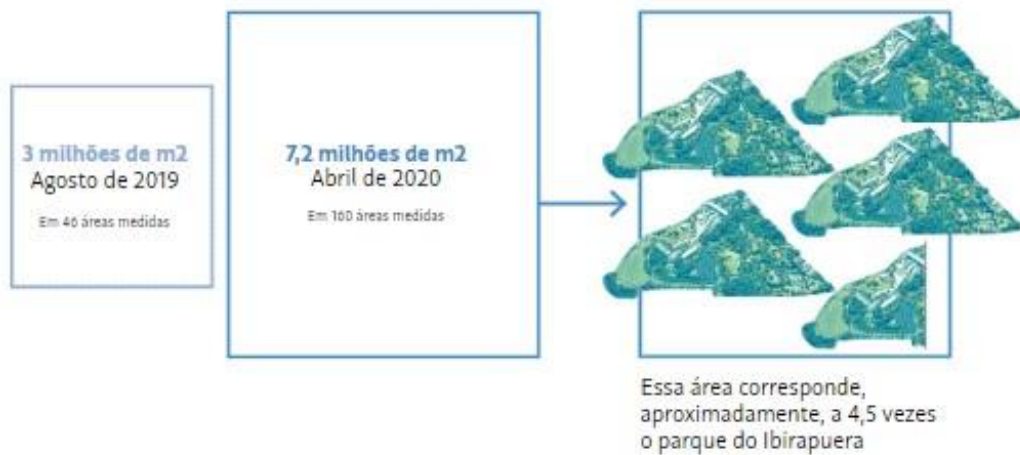 3 milhões de m2
Agosto de 2019
Em 46 áreas medidas
7,2 milhões de m2
Abril de 2020
Em 160 áreas medidas
Essa área corresponde,
aproximadamente, a 4,5 vezes
o parque do Ibirapuera